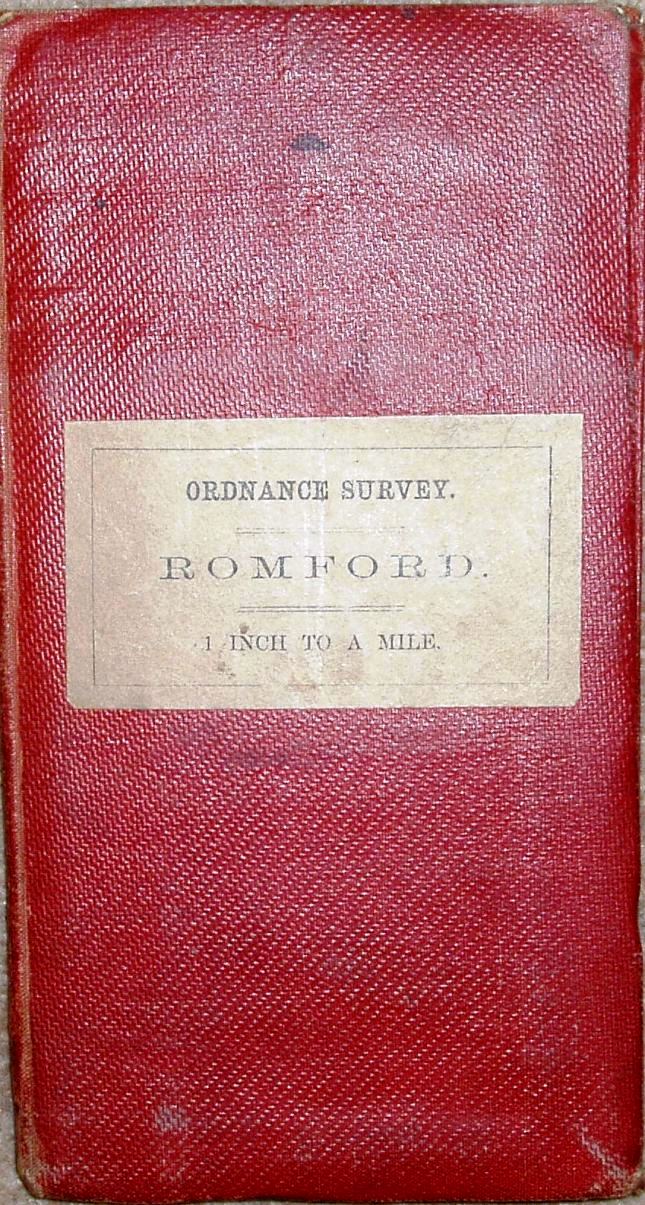 ORDNANCE SURVEY.
ROMFORD.
1 INCH TO A MILE.